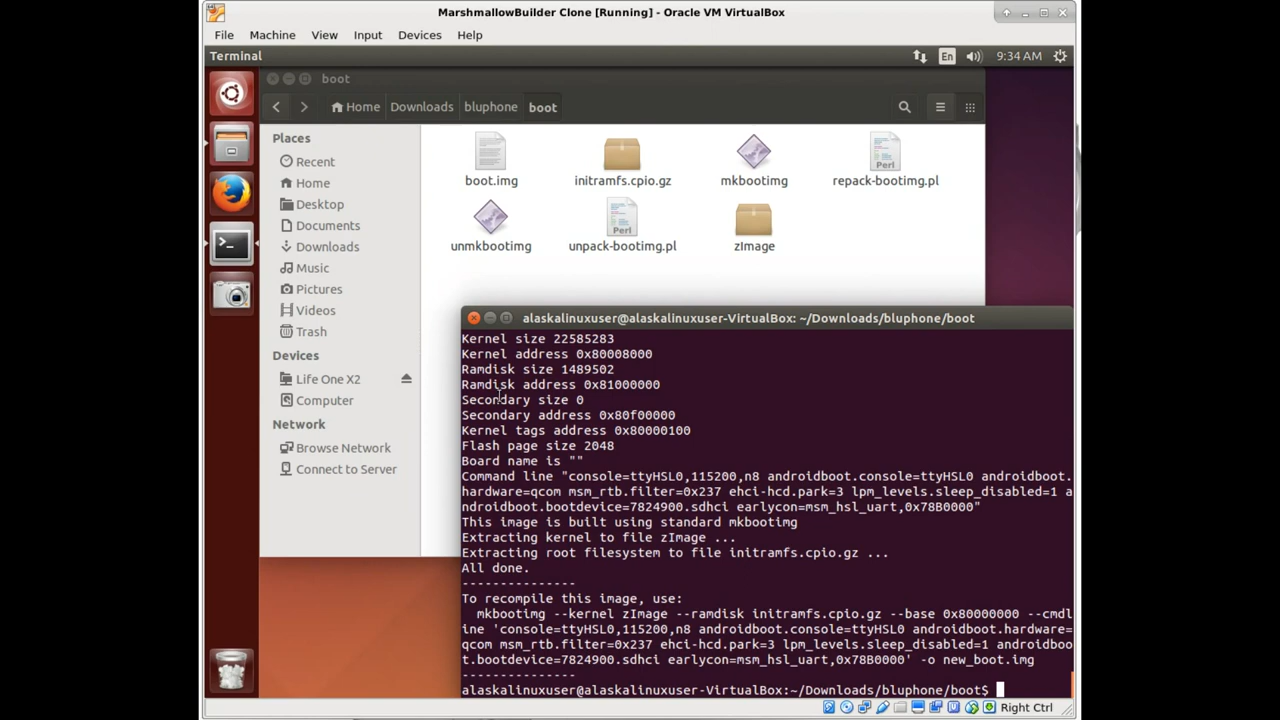 MarshmallowBuilder Clone [Running] - Oracle VM VirtualBox
File Machine View Input Devices Help
Terminal
En
9:34 AM
boot
Home Downloads bluphone boot
Places
Recent
Home
Desktop
Documents
Downloads
Music
Pictures
Videos
Trash
Devices
Life One X2
Computer
Network
Browse Network
Connect to Server
boot.img
initramfs.cpio.gz
mkbootimg
Perl
repack-bootimg.pl
unmkbootimg
Perl
unpack-bootimg.pl
zImage
alaskalinuxuser@alaskalinuxuser-VirtualBox: ~/Downloads/bluphone/boot
Kernel size 22585283
Kernel address 0x80008000
Ramdisk size 1489502
Ramdisk address 0x81000000
Secondary size 0
Secondary address 0x80f00000
Kernel tags address 0x80000100
Flash page size 2048
Board name is ""
Command line "console=ttyHSL0,115200,n8 androidboot.console=ttyHSL0 androidboot.
hardware=qcom msm_rtb.filter=0x237 ehci-hcd.park=3 lpm_levels.sleep_disabled=1 a
ndroidboot.bootdevice=7824900.sdhci earlycon=msm_hsl_uart,0x78B0000"
This image is built using standard mkbootimg
Extracting kernel to file zImage ...
Extracting root filesystem to file initramfs.cpio.gz ...
All done.
---------------
To recompile this image, use:
  mkbootimg --kernel zImage --ramdisk initramfs.cpio.gz --base 0x80000000 --cmdl
ine 'console=ttyHSL0,115200,n8 androidboot.console=ttyHSL0 androidboot.hardware=
qcom msm_rtb.filter=0x237 ehci-hcd.park=3 lpm_levels.sleep_disabled=1 androidboo
t.bootdevice=7824900.sdhci earlycon=msm_hsl_uart,0x78B0000' -o new_boot.img
---------------
alaskalinuxuser@alaskalinuxuser-VirtualBox:~/Downloads/bluphone/boot$
Right Ctrl